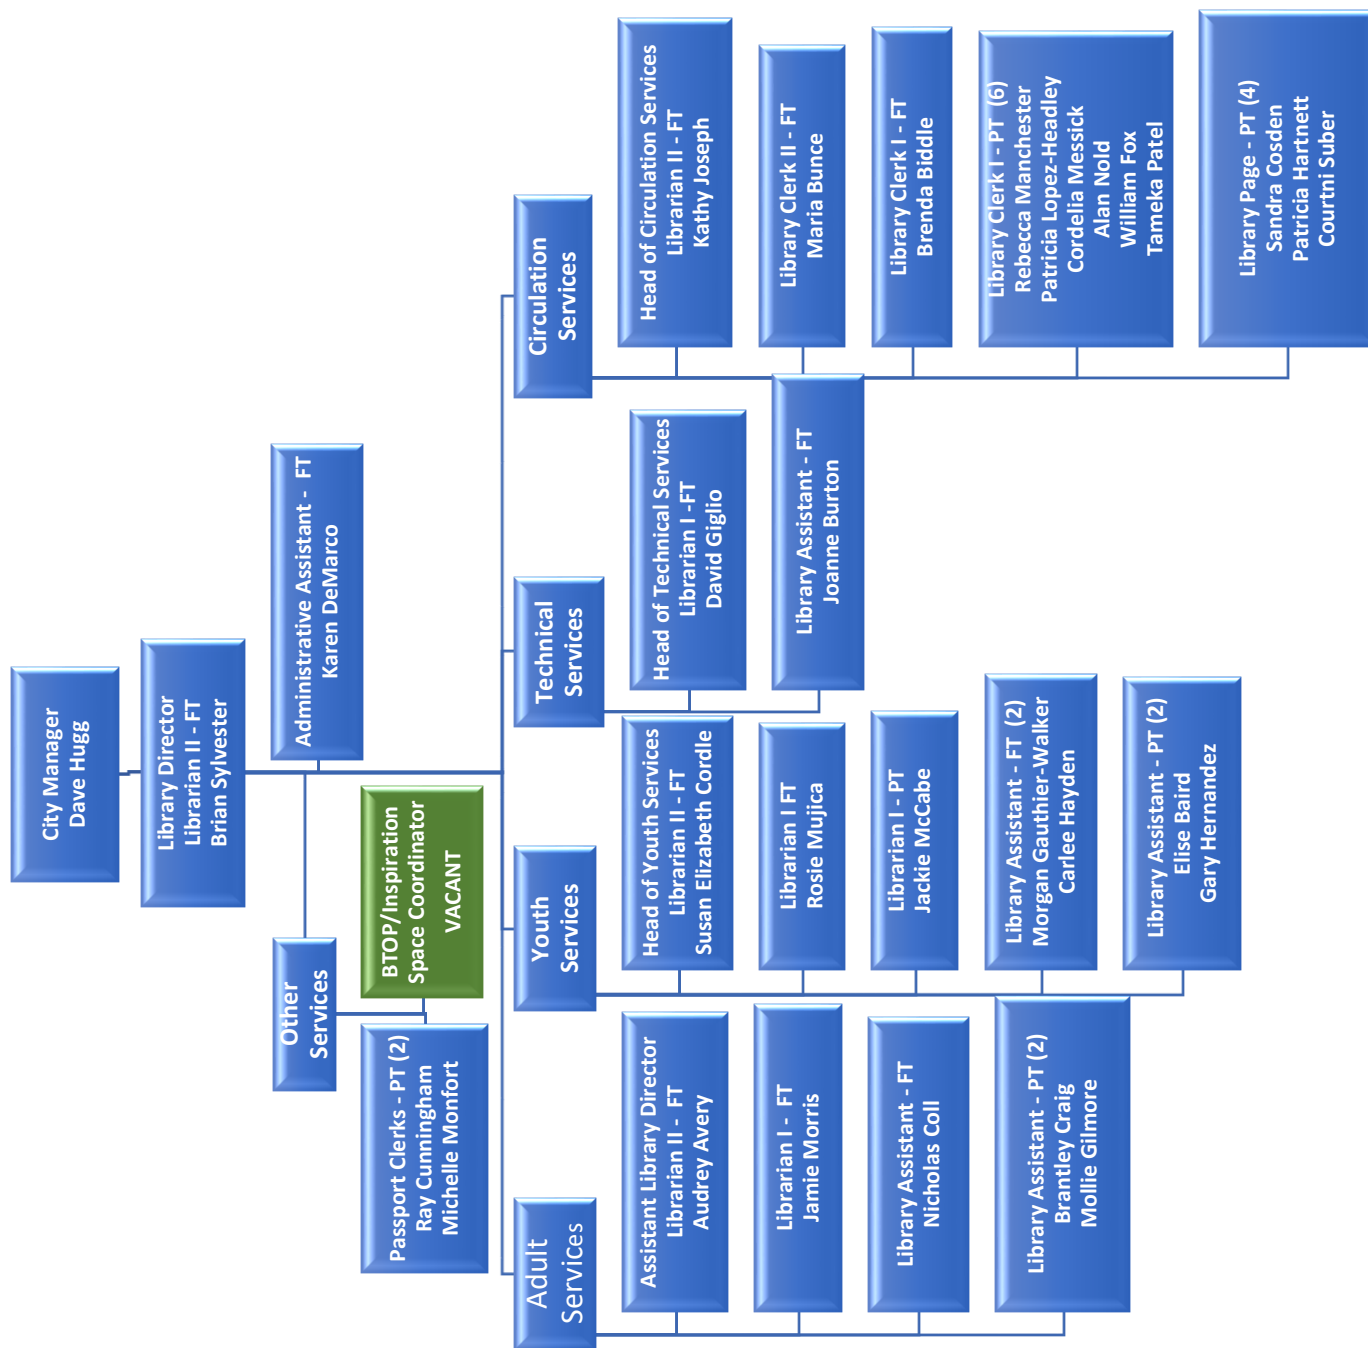 City Manager
Dave Hugg
Library Director
Librarian II - FT
Brian Sylvester
Administrative Assistant - FT
Karen DeMarco
Other
Services
Passport Clerks - PT (2)
Ray Cunningham
Michelle Monfort
BTOP/Inspiration
Space Coordinator
VACANT
Adult
Services
Assistant Library Director
Librarian II - FT
Audrey Avery
Librarian I - FT
Jamie Morris
Library Assistant - FT
Nicholas Coll
Library Assistant - PT (2)
Brantley Craig
Mollie Gilmore
Youth
Services
Head of Youth Services
Librarian II - FT
Susan Elizabeth Cordle
Librarian I FT
Rosie Mujica
Librarian I - PT
Jackie McCabe
Library Assistant - FT (2)
Morgan Gauthier-Walker
Carlee Hayden
Library Assistant - PT (2)
Elise Baird
Gary Hernandez
Technical
Services
Head of Technical Services
Librarian I -FT
David Giglio
Library Assistant - FT
Joanne Burton
Circulation
Services
Head of Circulation Services
Librarian II - FT
Kathy Joseph
Library Clerk II - FT
Maria Bunce
Library Clerk I - FT
Brenda Biddle
Library Clerk I - PT (6)
Rebecca Manchester
Patricia Lopez-Headley
Cordelia Messick
Alan Nold
William Fox
Tameka Patel
Library Page - PT (4)
Sandra Cosden
Patricia Hartnett
Courtni Suber